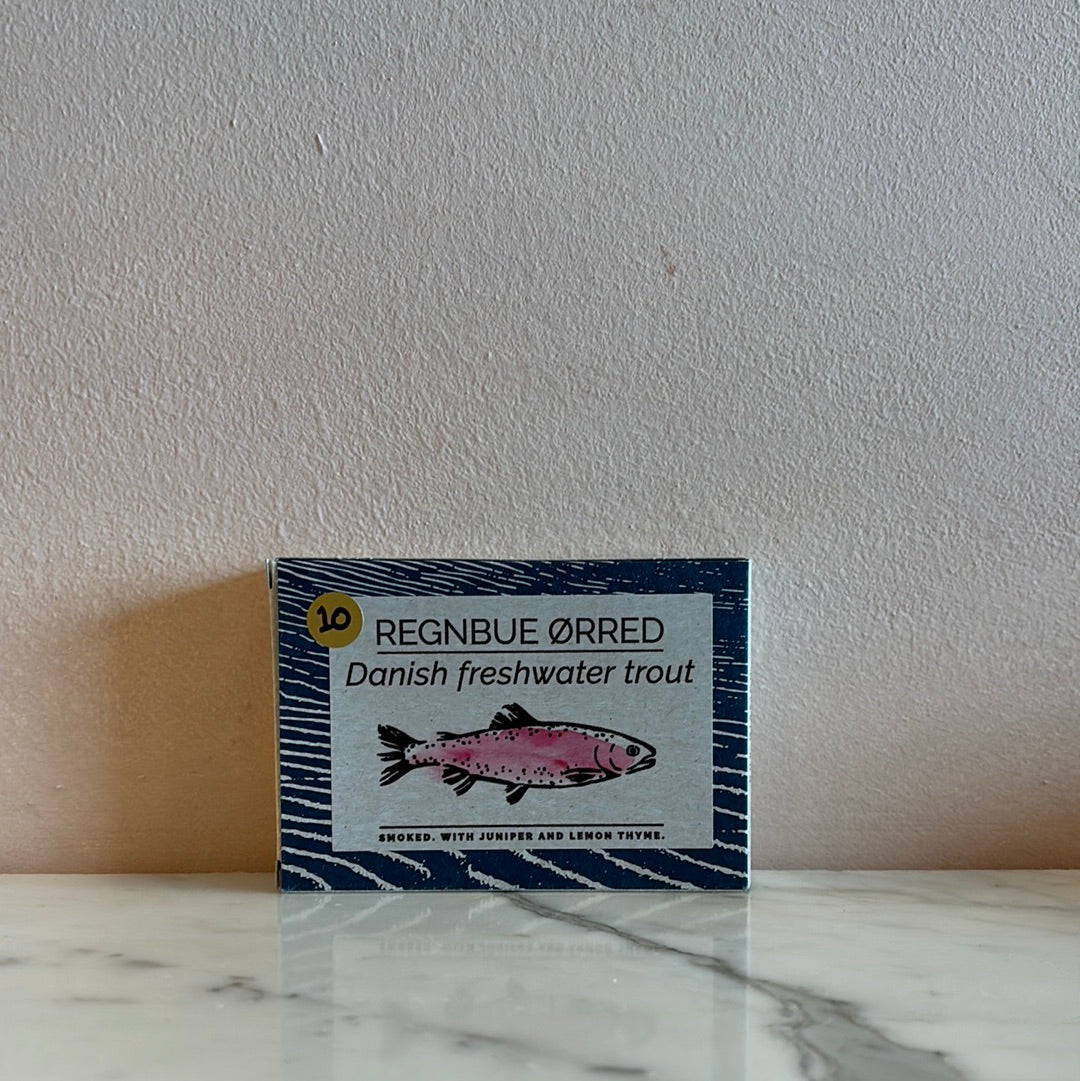 10
REGNBUE ØRRED
Danish freshwater trout
SMOKED. WITH JUNIPER AND LEMON THYME.